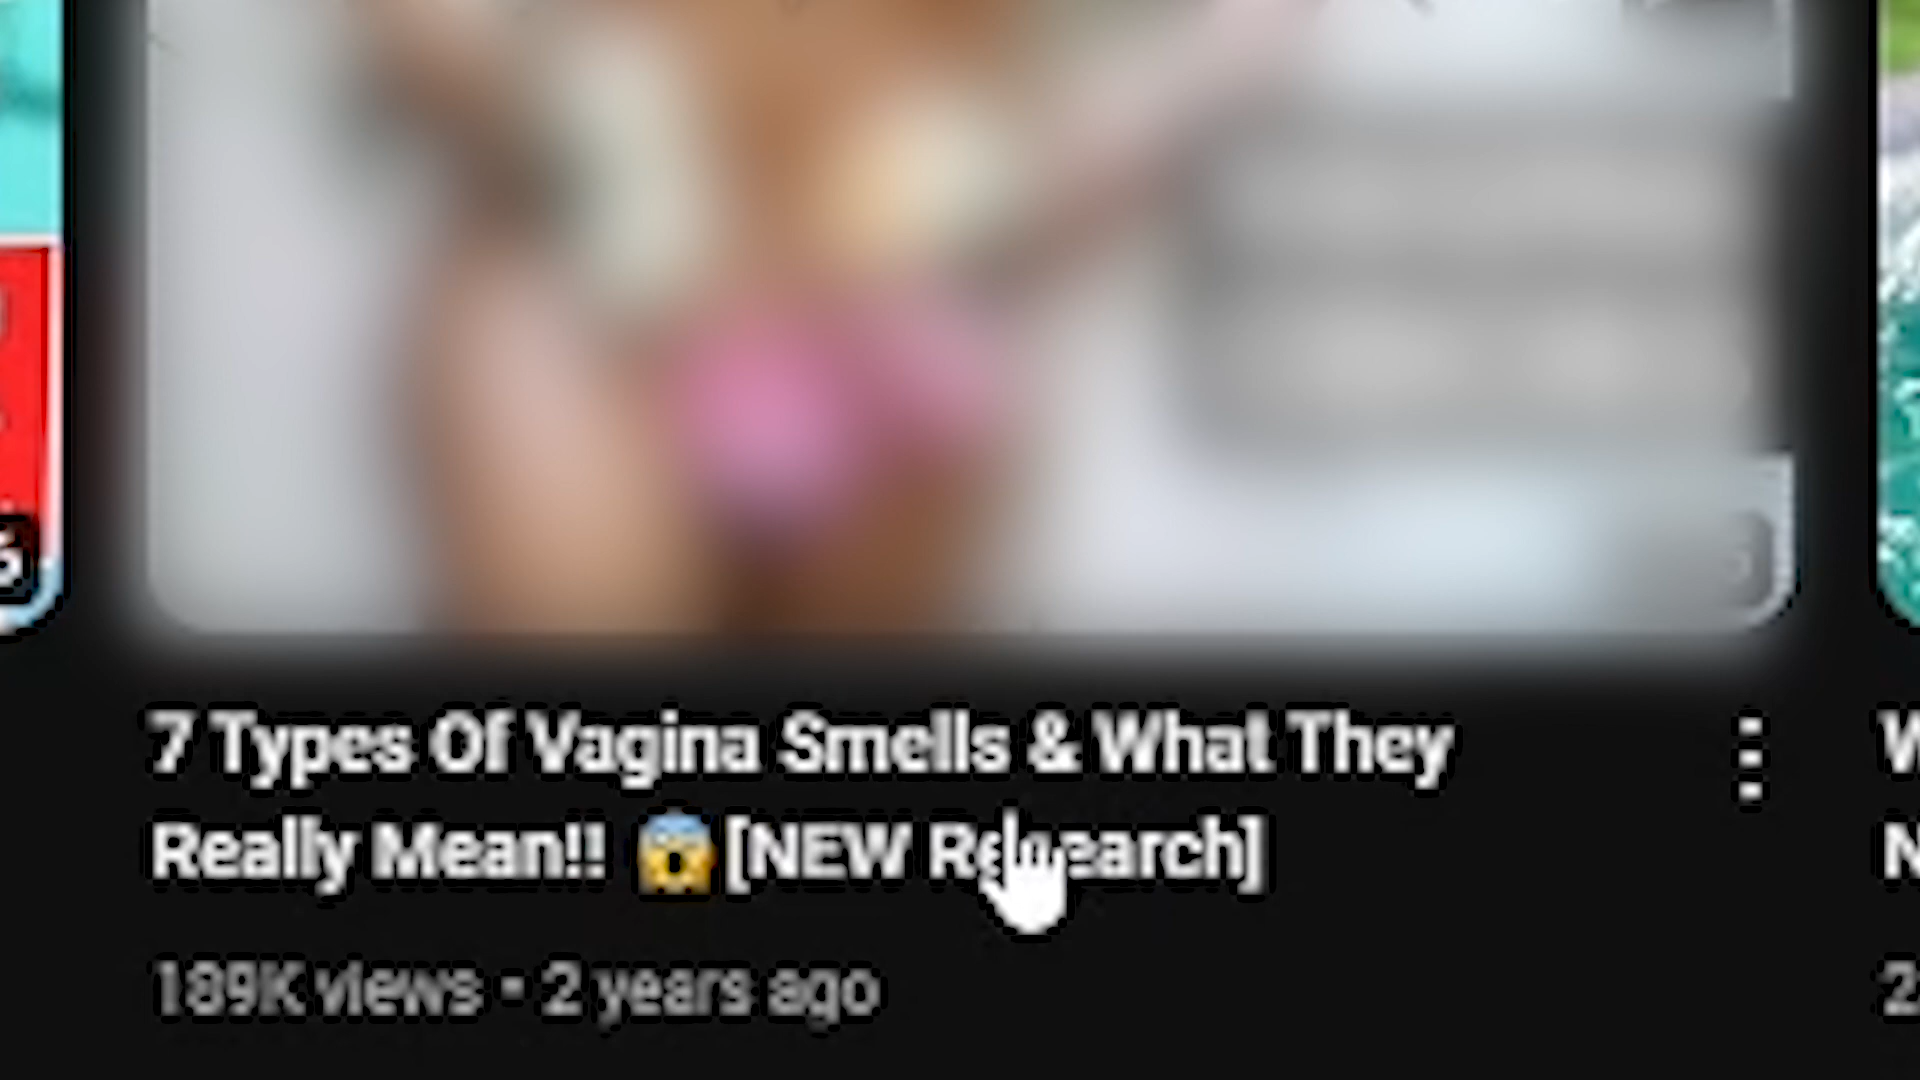 7 Types Of Vagina Smells & What They
Really Mean!! 😱 [NEW Research]
189K views • 2 years ago